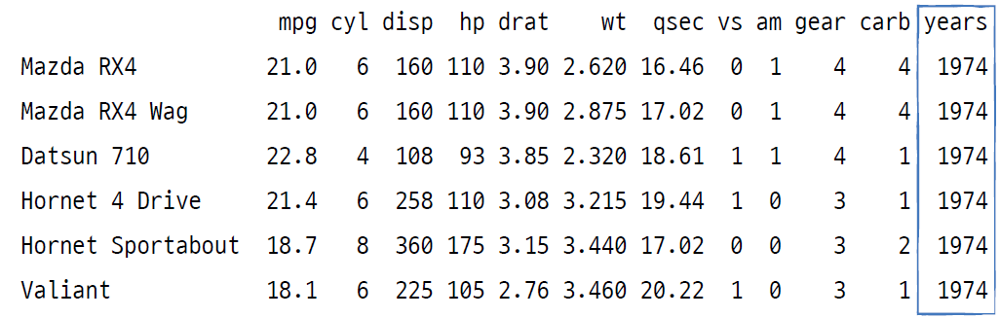 mpg cyl disp hp drat wt qsec vs am gear carb years
Mazda RX4 21.0 6 160 110 3.90 2.620 16.46 0 1 4 4 1974
Mazda RX4 Wag 21.0 6 160 110 3.90 2.875 17.02 0 1 4 4 1974
Datsun 710 22.8 4 108 93 3.85 2.320 18.61 1 1 4 1 1974
Hornet 4 Drive 21.4 6 258 110 3.08 3.215 19.44 1 0 3 1 1974
Hornet Sportabout 18.7 8 360 175 3.15 3.440 17.02 0 0 3 2 1974
Valiant 18.1 6 225 105 2.76 3.460 20.22 1 0 3 1 1974